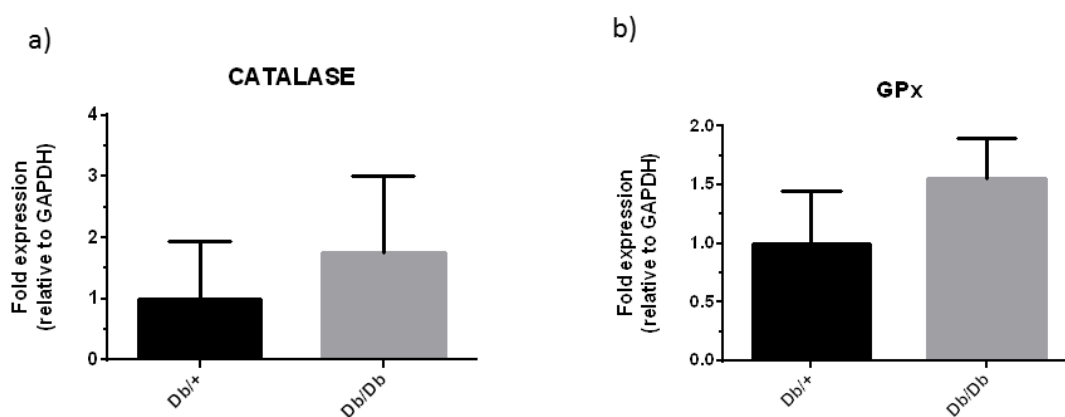 a)
CATALASE
Fold expression
(relative to GAPDH)
4
3
2
1
0
Db/+
Db/Db
b)
GPx
Fold expression
(relative to GAPDH)
2.0
1.5
1.0
0.5
0.0
Db/+
Db/Db